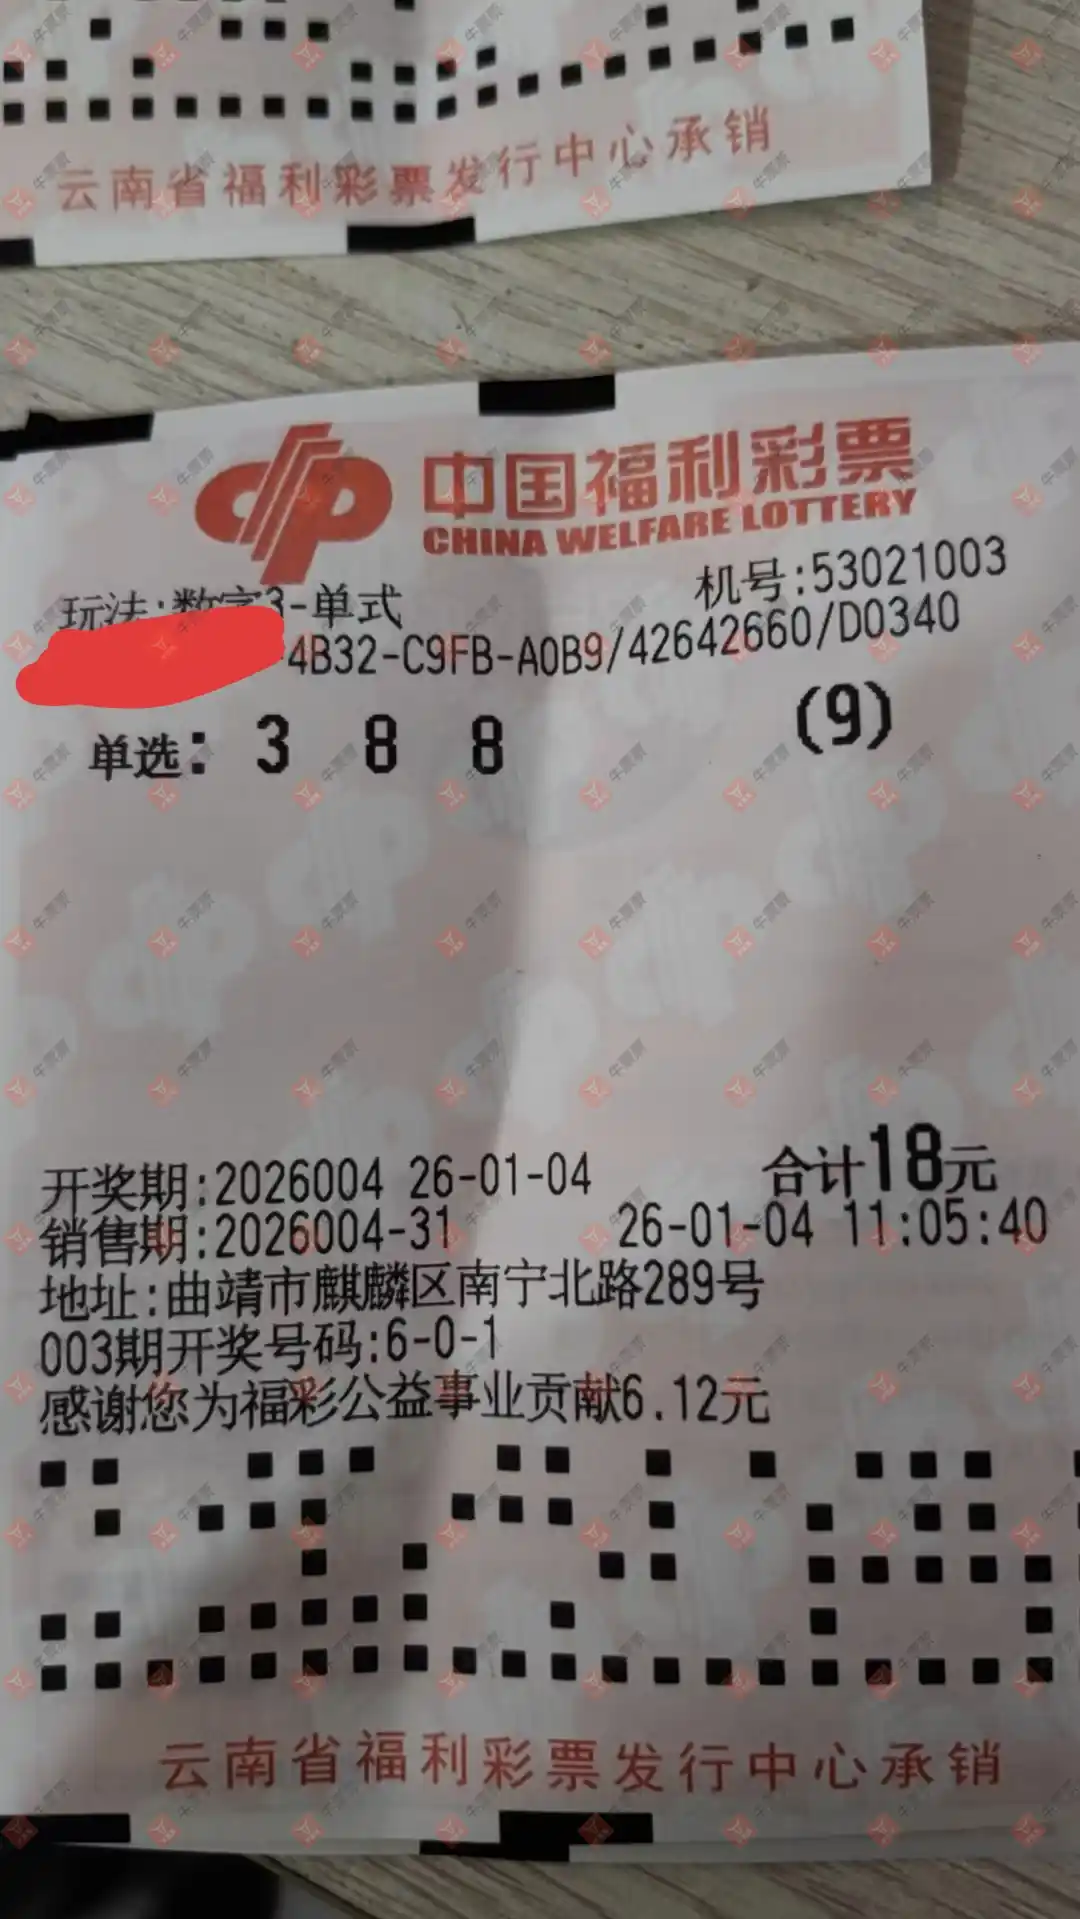 云南省福利彩票发行中心承销
中国福利彩票
CHINA WELFARE LOTTERY
玩法:数字3-单式
机号:53021003
-4B32-C9FB-A0B9/42642660/D0340
单选: 3 8 8 (9)
开奖期:2026004 26-01-04 合计18元
销售期:2026004-31 26-01-04 11:05:40
地址:曲靖市麒麟区南宁北路289号
003期开奖号码:6-0-1
感谢您为福彩公益事业贡献6.12元
云南省福利彩票发行中心承销